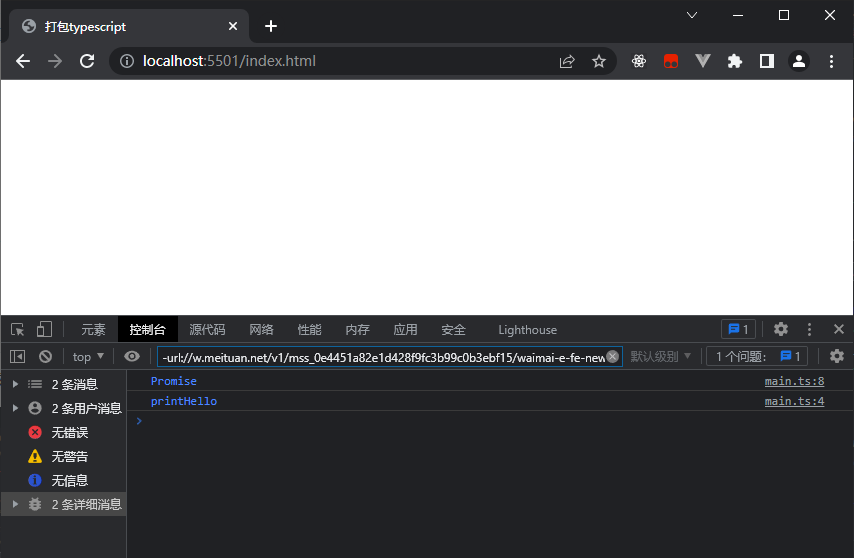 打包typescript
localhost:5501/index.html
元素 控制台 源代码 网络 性能 内存 应用 安全 Lighthouse 1
top -url://w.meituan.net/v1/mss_0e4451a82e1d428f9fc3b99c0b3ebf15/waimai-e-fe-new 默认级别 1 个问题: 1
2 条消息
2 条用户消息
无错误
无警告
无信息
2 条详细消息
Promise main.ts:8
printHello main.ts:4